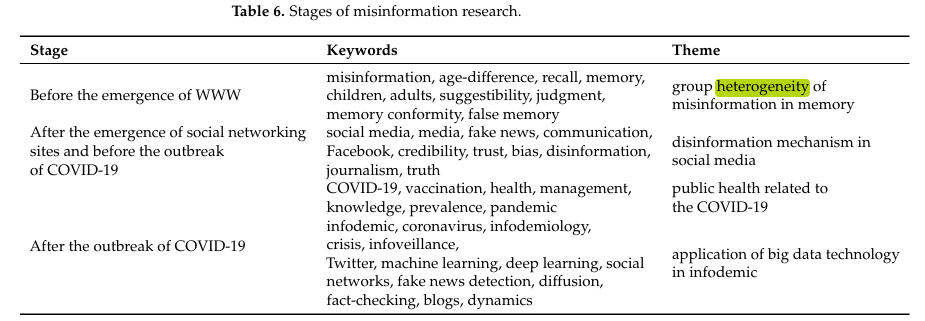 Table 6. Stages of misinformation research.
Stage Keywords Theme
Before the emergence of WWW
misinformation, age-difference, recall, memory,
children, adults, suggestibility, judgment,
memory conformity, false memory
group heterogeneity of
misinformation in memory
After the emergence of social networking
sites and before the outbreak
of COVID-19
social media, media, fake news, communication,
Facebook, credibility, trust, bias, disinformation,
journalism, truth
disinformation mechanism in
social media
After the outbreak of COVID-19
COVID-19, vaccination, health, management,
knowledge, prevalence, pandemic
public health related to
the COVID-19
infodemic, coronavirus, infodemiology,
crisis, infoveillance,
Twitter, machine learning, deep learning, social
networks, fake news detection, diffusion,
fact-checking, blogs, dynamics
application of big data technology
in infodemic